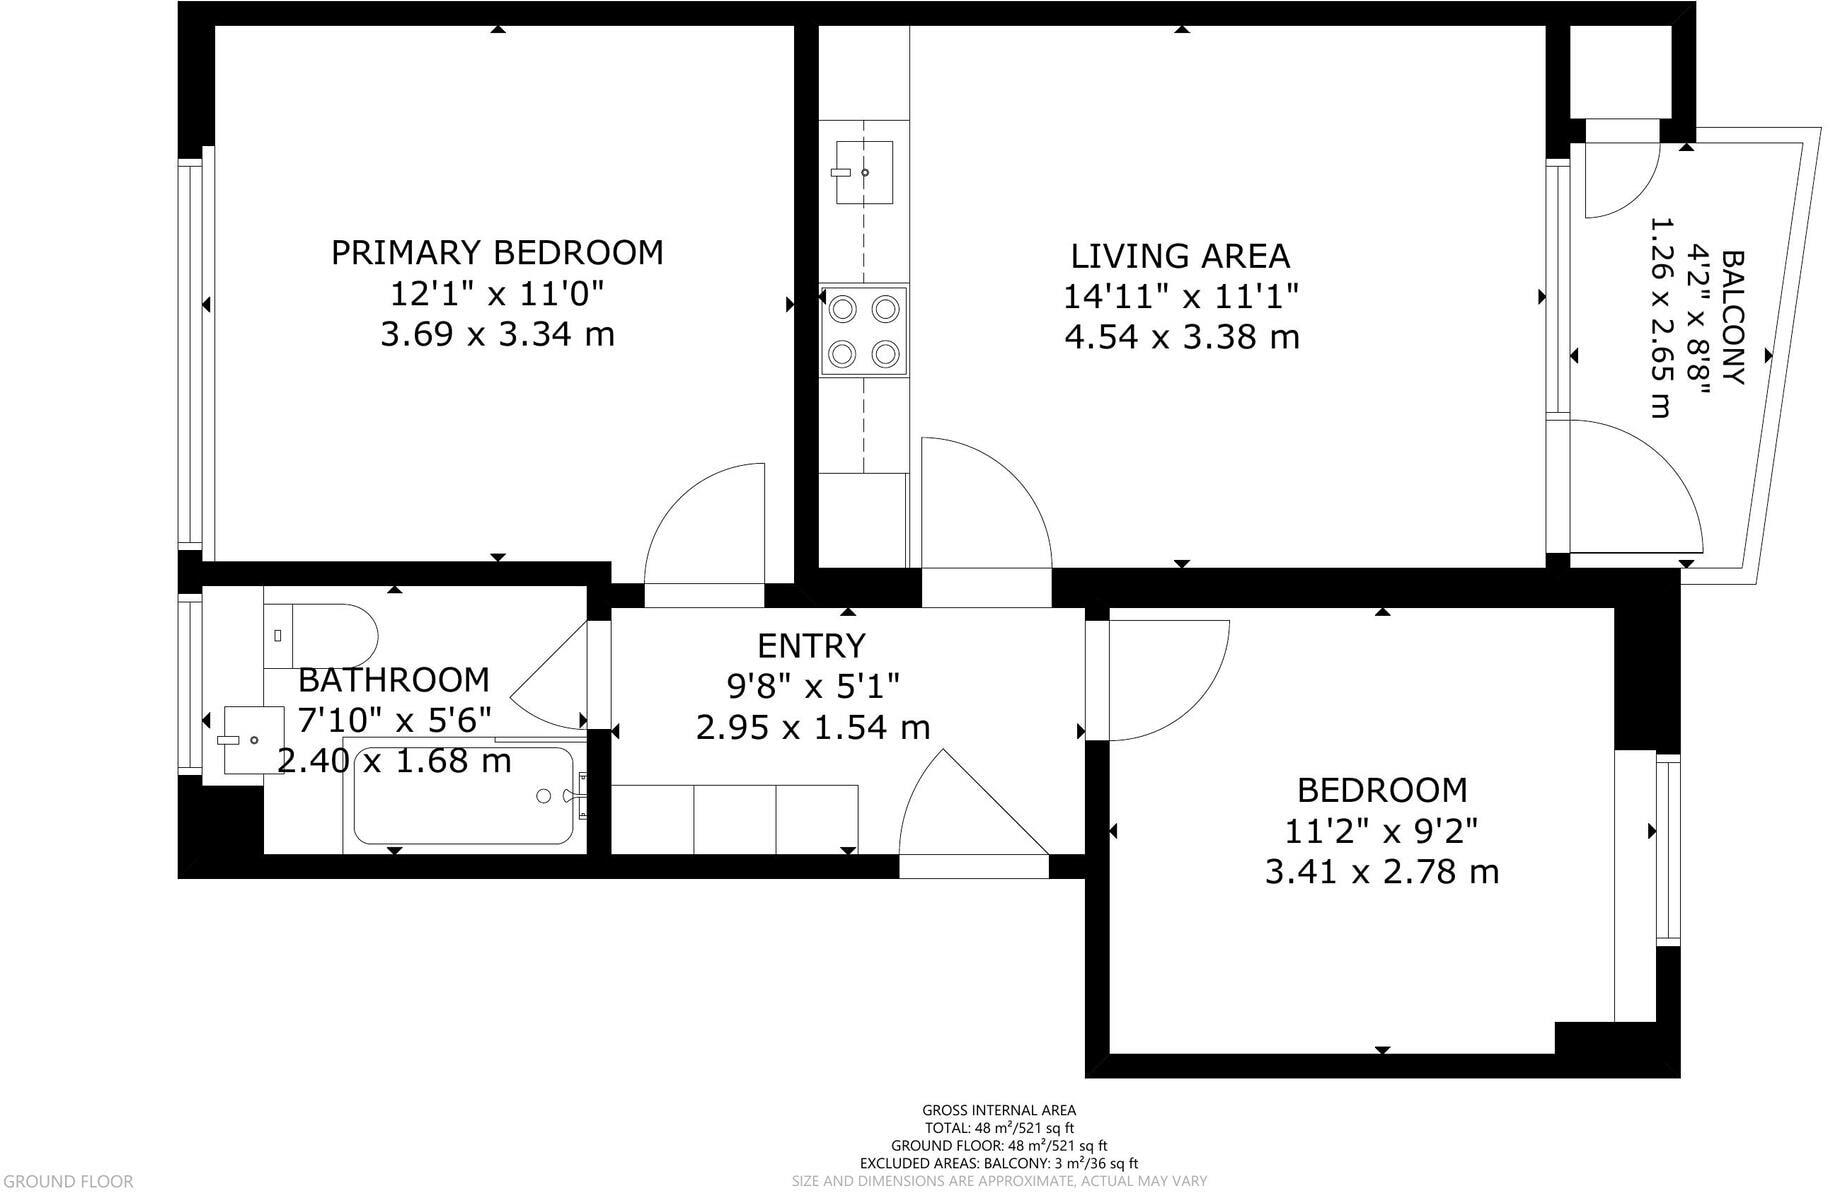 PRIMARY BEDROOM
12'1" x 11'0"
3.69 x 3.34 m
LIVING AREA
14'11" x 11'1"
4.54 x 3.38 m
BALCONY
4'2" x 8'8"
1.26 x 2.65 m
BATHROOM
7'10" x 5'6"
2.40 x 1.68 m
ENTRY
9'8" x 5'1"
2.95 x 1.54 m
BEDROOM
11'2" x 9'2"
3.41 x 2.78 m
GROSS INTERNAL AREA
TOTAL: 48 m²/521 sq ft
GROUND FLOOR: 48 m²/521 sq ft
EXCLUDED AREAS: BALCONY: 3 m²/36 sq ft
SIZE AND DIMENSIONS ARE APPROXIMATE, ACTUAL MAY VARY
GROUND FLOOR